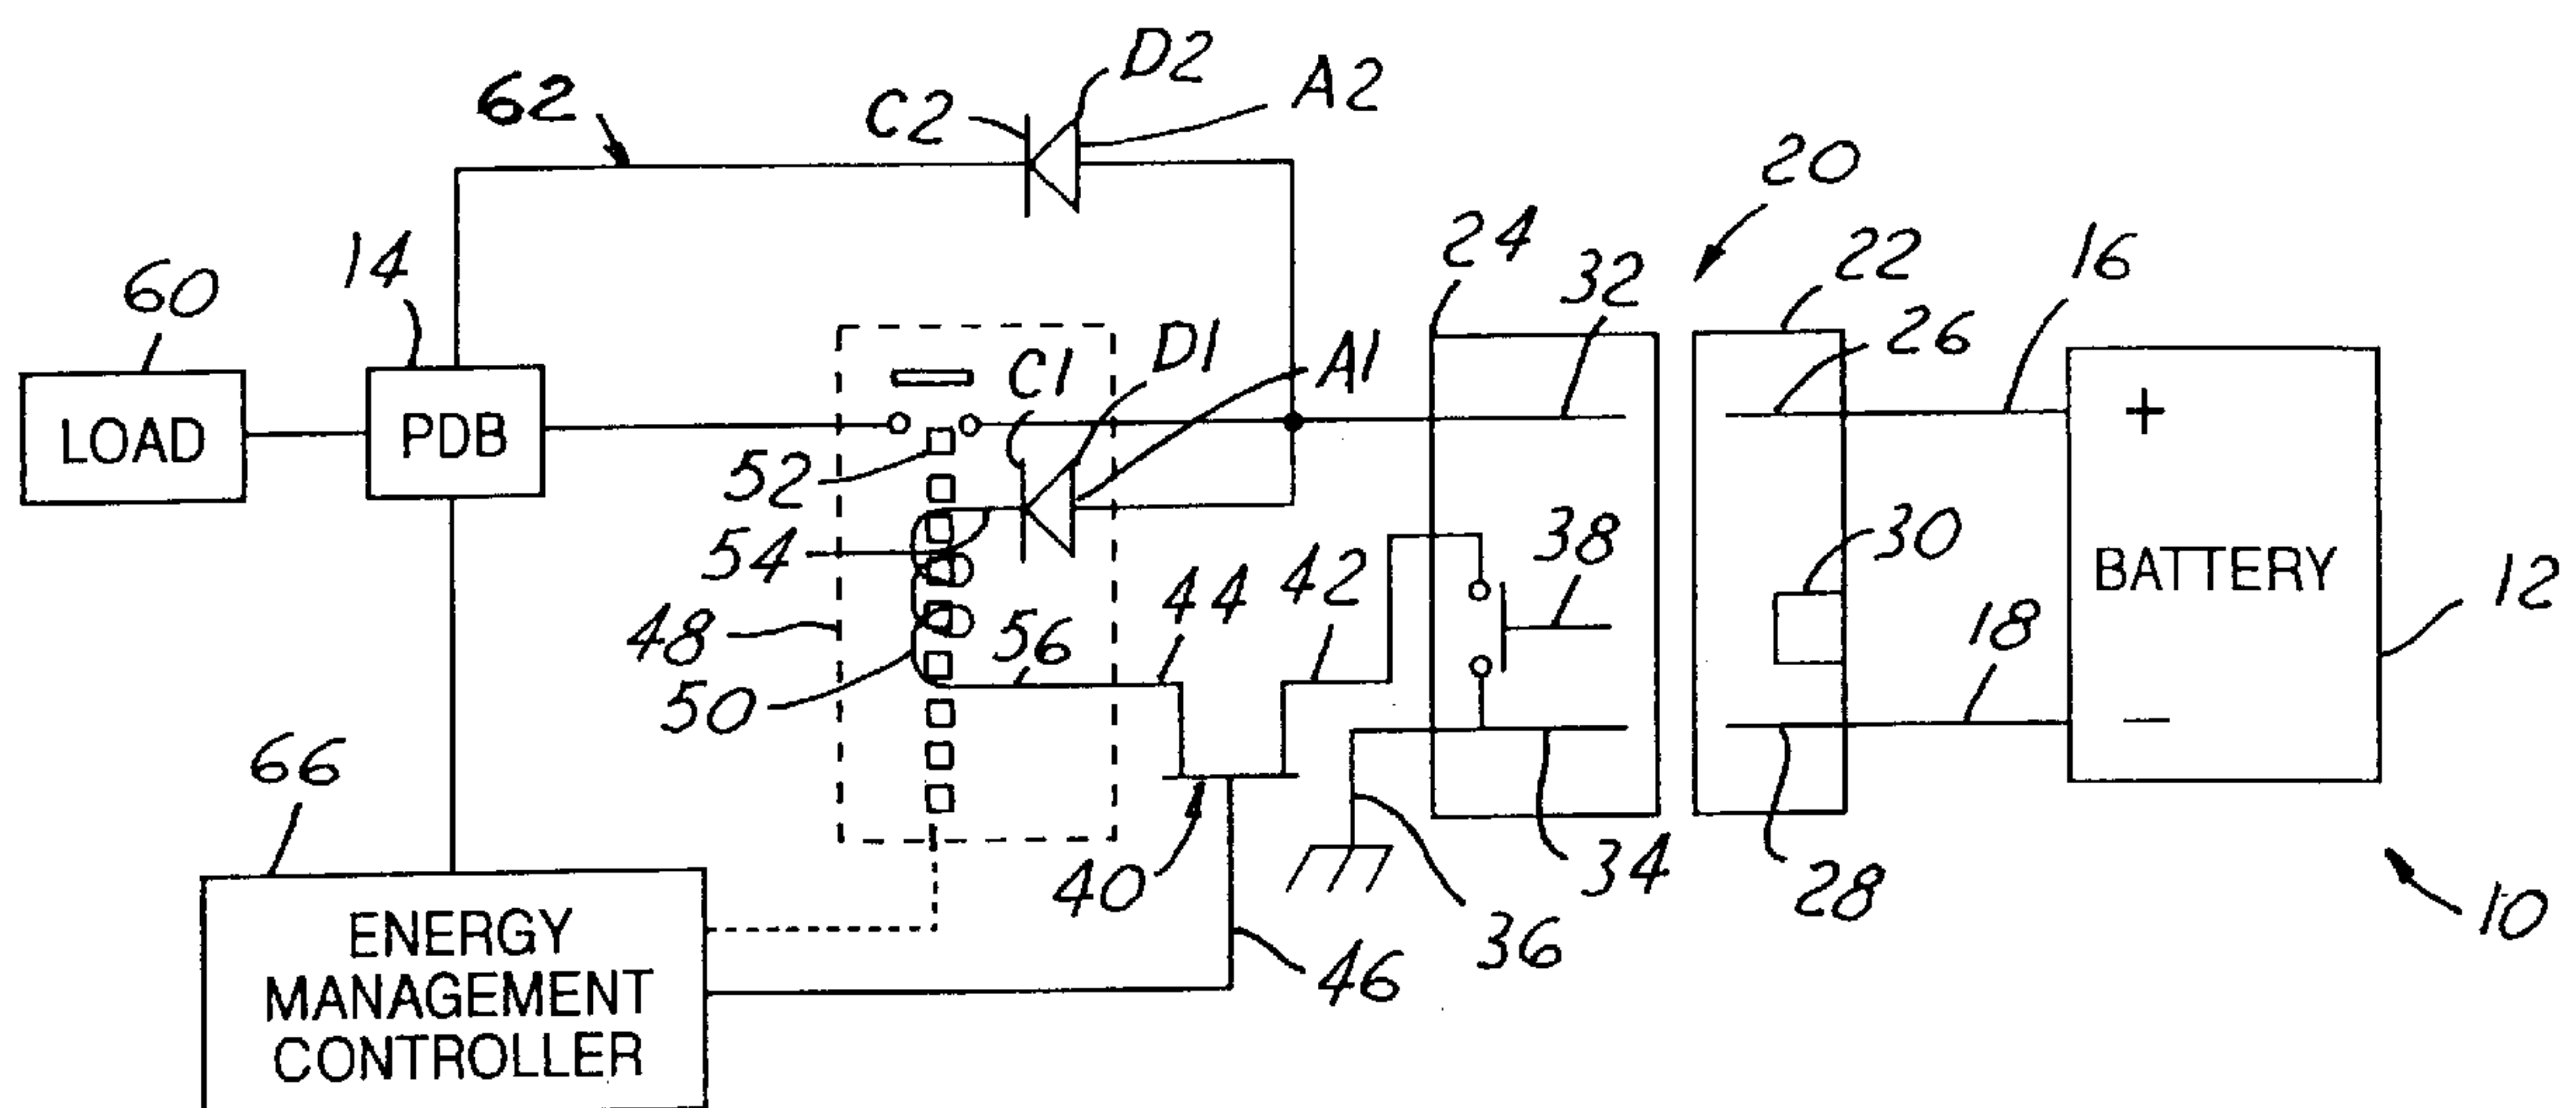 D2
A2
C2
62
20
24
22
16
14
60
32
26
C1
D1
A1
+
LOAD
PDB
52
30
38
54
BATTERY
12
44
42
48
56
18
50
−
66
40
34
28
10
36
46
ENERGY
MANAGEMENT
CONTROLLER